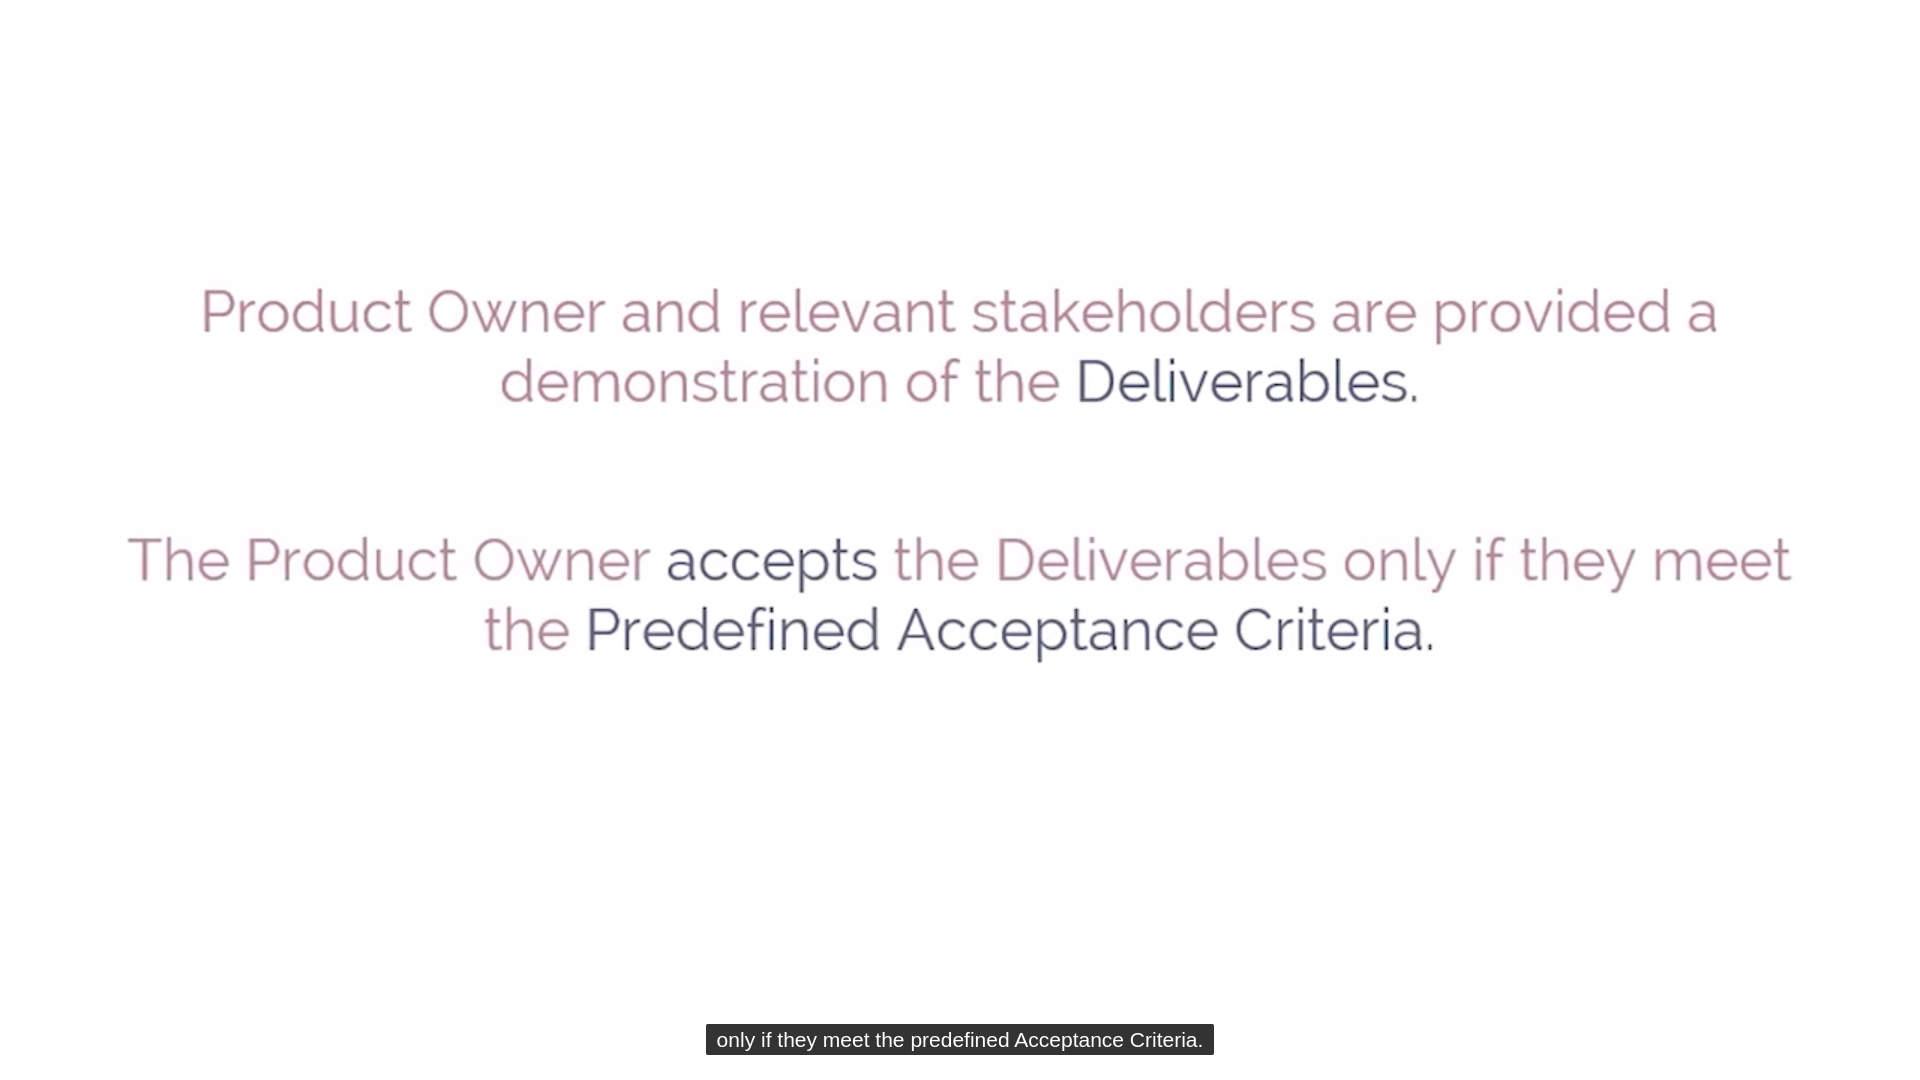 Product Owner and relevant stakeholders are provided a
demonstration of the Deliverables.
The Product Owner accepts the Deliverables only if they meet
the Predefined Acceptance Criteria.
only if they meet the predefined Acceptance Criteria.